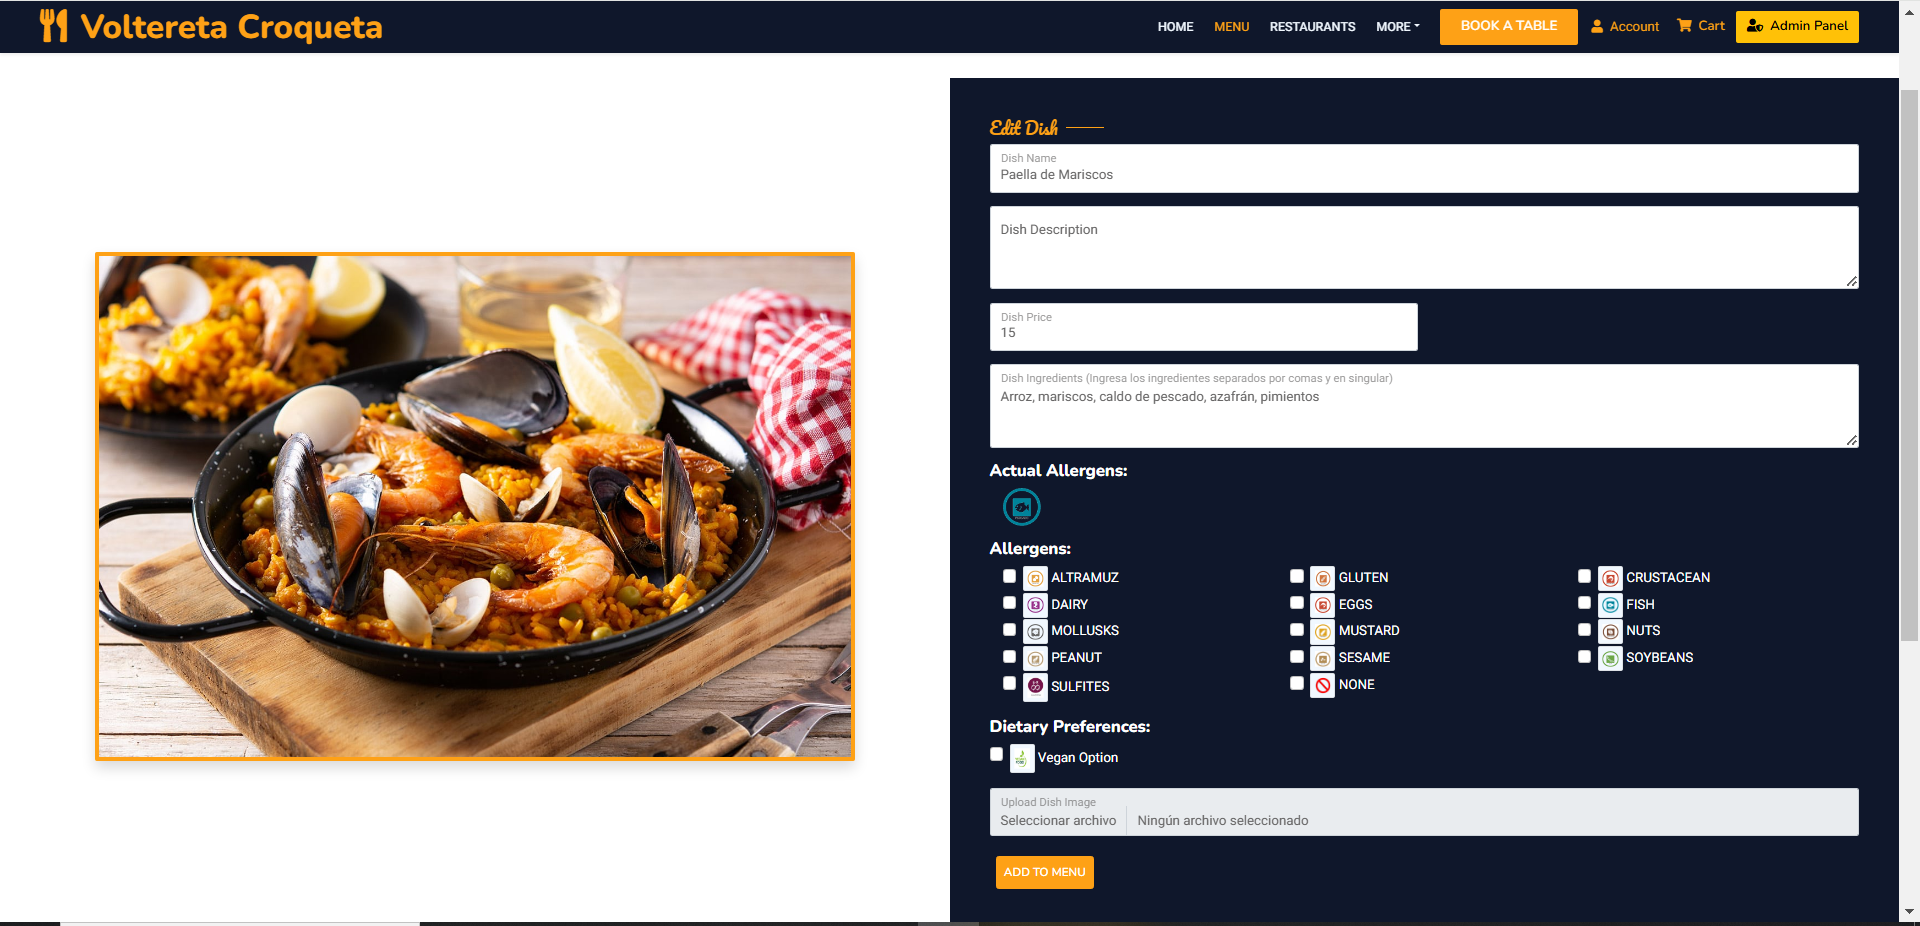 Voltereta Croqueta
HOME
MENU
RESTAURANTS
MORE
BOOK A TABLE
Account
Cart
Admin Panel
Edit Dish
Dish Name
Paella de Mariscos
Dish Description
Dish Price
15
Dish Ingredients (Ingresa los ingredientes separados por comas y en singular)
Arroz, mariscos, caldo de pescado, azafrán, pimientos
Actual Allergens:
Allergens:
ALTRAMUZ
GLUTEN
CRUSTACEAN
DAIRY
EGGS
FISH
MOLLUSKS
MUSTARD
NUTS
PEANUT
SESAME
SOYBEANS
SULFITES
NONE
Dietary Preferences:
Vegan Option
Upload Dish Image
Seleccionar archivo
Ningún archivo seleccionado
ADD TO MENU